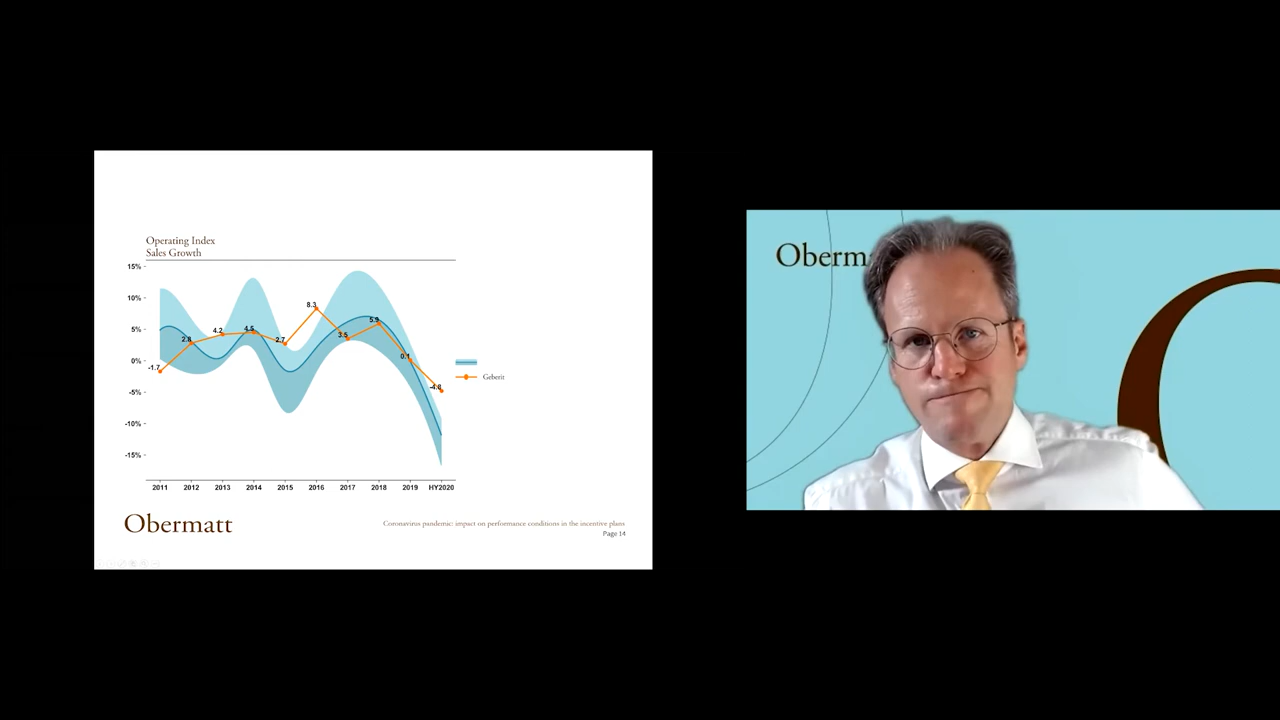 Operating Index
Sales Growth
15%
10%
5%
0%
-5%
-10%
-15%
-1.7
2.8
4.2
4.5
2.7
8.3
3.5
5.9
0.1
-4.8
Geberit
2011 2012 2013 2014 2015 2016 2017 2018 2019 HY2020
Obermatt
Coronavirus pandemic: impact on performance conditions in the incentive plans
Page 14
Oberma